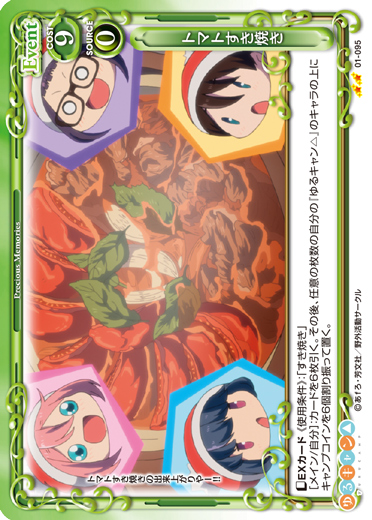 Event
COST
9
SOURCE
0
トマトすき焼き
01-095
Precious Memories
トマトすき焼きの出来上がりやー!!
EXカード《使用条件》:「すき焼き」
[メイン/自分]:カードを6枚引く。その後、任意の枚数の自分の『ゆるキャン△』のキャラの上に
キャンプコインを6個割り振って置く。
©あfろ・芳文社/野外活動サークル
ゆるキャン△